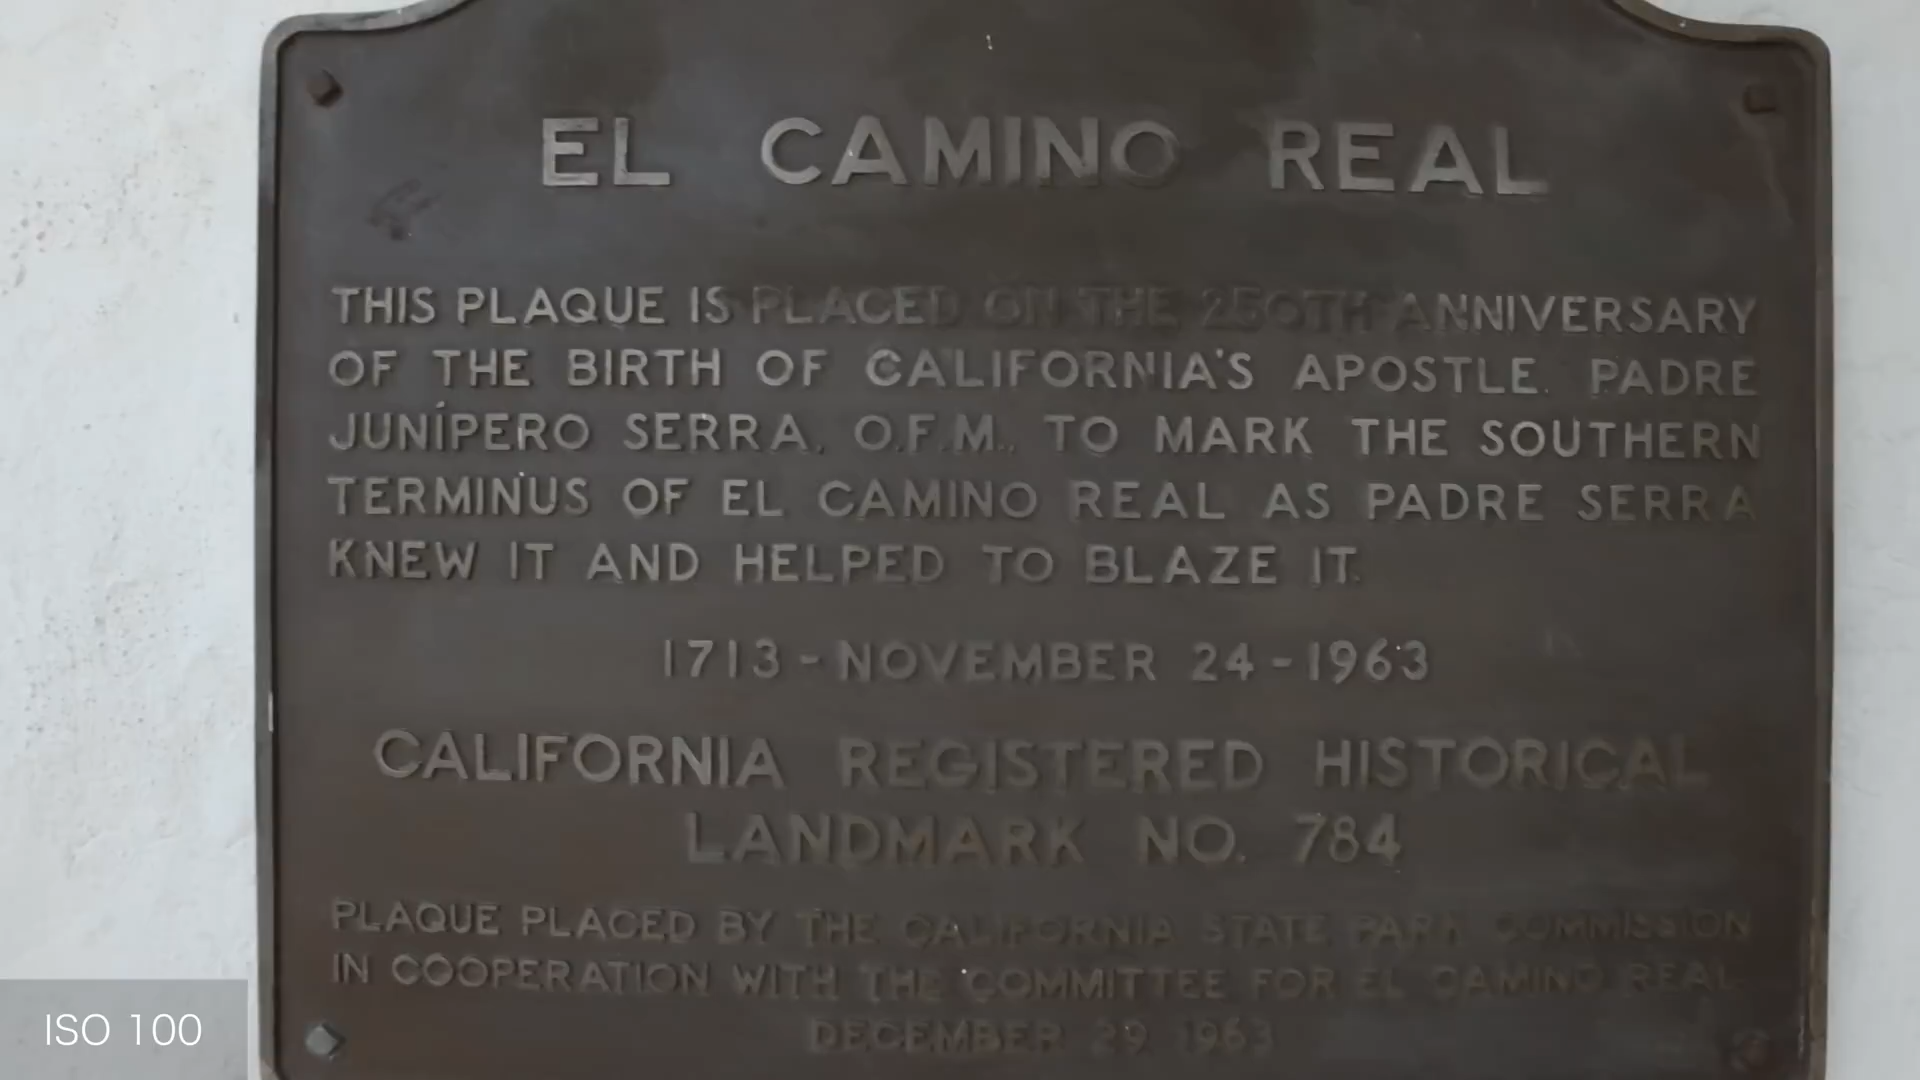 EL CAMINO REAL
THIS PLAQUE IS PLACED ON THE 250TH ANNIVERSARY
OF THE BIRTH OF CALIFORNIA'S APOSTLE, PADRE
JUNÍPERO SERRA, O.F.M., TO MARK THE SOUTHERN
TERMINUS OF EL CAMINO REAL AS PADRE SERRA
KNEW IT AND HELPED TO BLAZE IT.
1713 - NOVEMBER 24 - 1963
CALIFORNIA REGISTERED HISTORICAL
LANDMARK NO. 784
PLAQUE PLACED BY THE CALIFORNIA STATE PARK COMMISSION
IN COOPERATION WITH THE COMMITTEE FOR EL CAMINO REAL
DECEMBER 29 1963
ISO 100